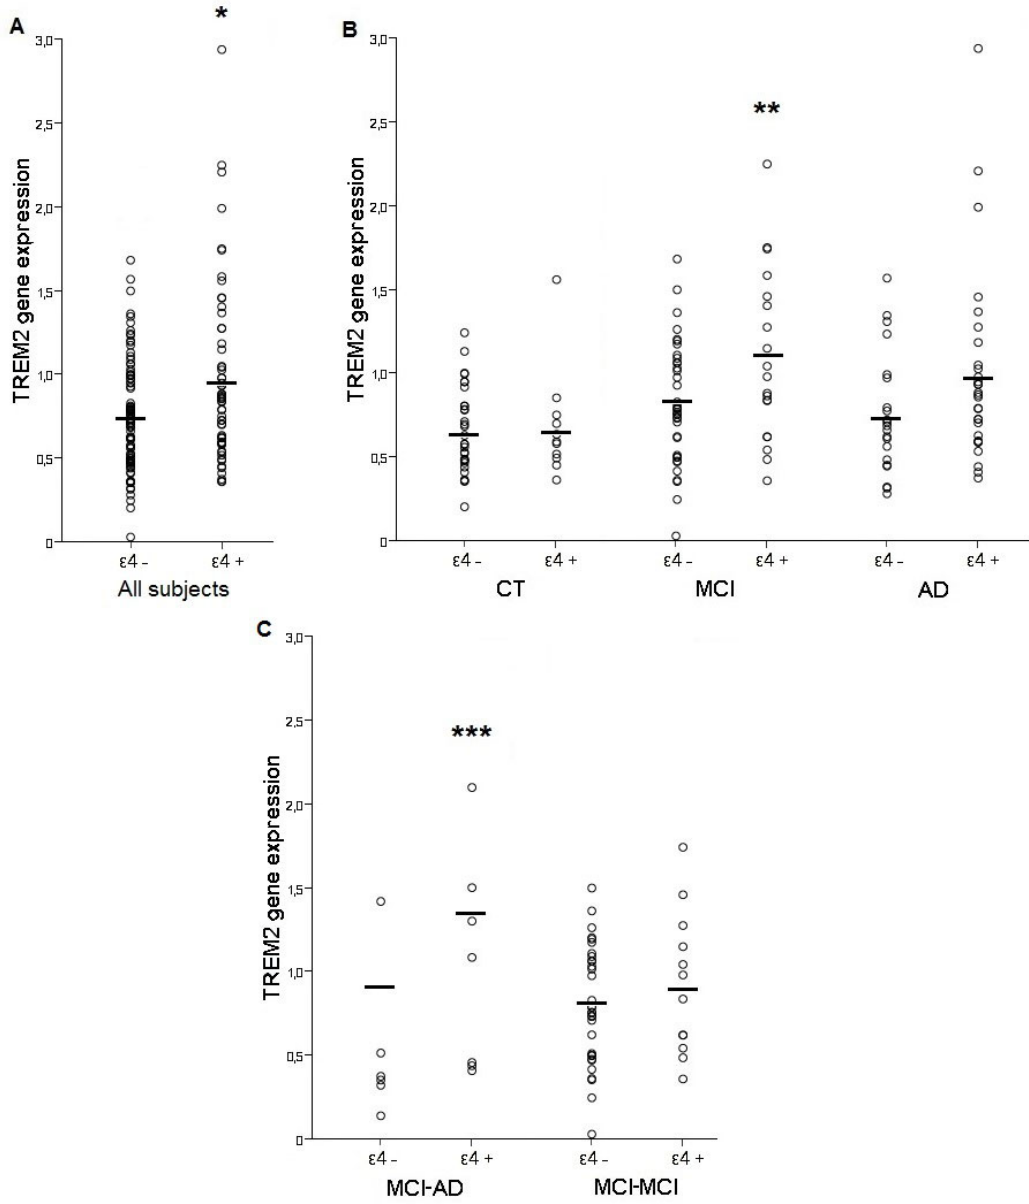 A
*
3,0
2,5
2,0
1,5
1,0
0,5
0
TREM2 gene expression
ε4 -
ε4 +
All subjects
B
**
3,0
2,5
2,0
1,5
1,0
0,5
0
TREM2 gene expression
ε4 -
ε4 +
ε4 -
ε4 +
ε4 -
ε4 +
CT
MCI
AD
C
***
3,0
2,5
2,0
1,5
1,0
0,5
0
TREM2 gene expression
ε4 -
ε4 +
ε4 -
ε4 +
MCI-AD
MCI-MCI